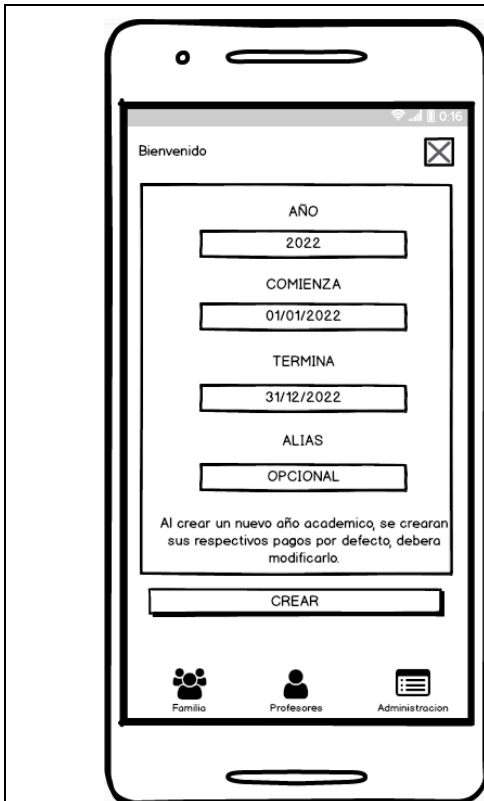 0:16
Bienvenido
AÑO
2022
COMIENZA
01/01/2022
TERMINA
31/12/2022
ALIAS
OPCIONAL
Al crear un nuevo año academico, se crearan
sus respectivos pagos por defecto, debera
modificarlo.
CREAR
Familia Profesores Administracion